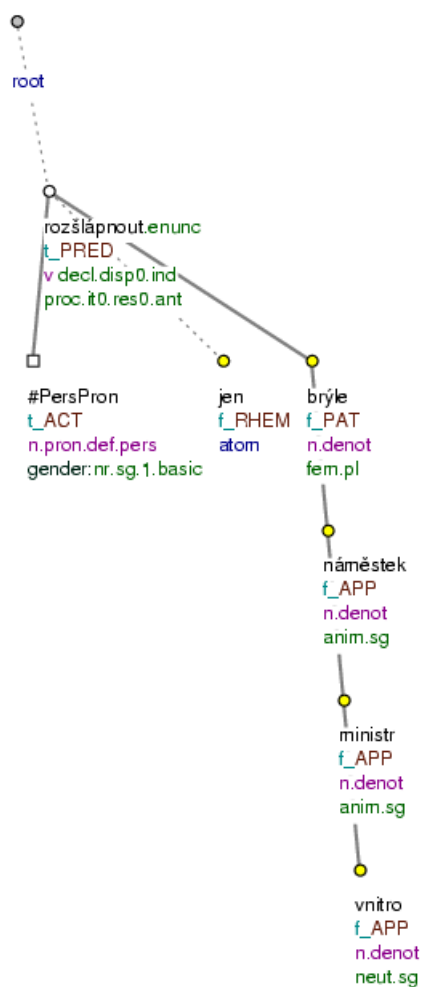 root
rozšlápnout.enunc
t_PRED
v decl.disp0.ind
proc.it0.res0.ant
#PersPron
t_ACT
n.pron.def.pers
gender:nr.sg.1.basic
jen
f_RHEM
atom
brýle
f_PAT
n.denot
fem.pl
náměstek
f_APP
n.denot
anim.sg
ministr
f_APP
n.denot
anim.sg
vnitro
f_APP
n.denot
neut.sg